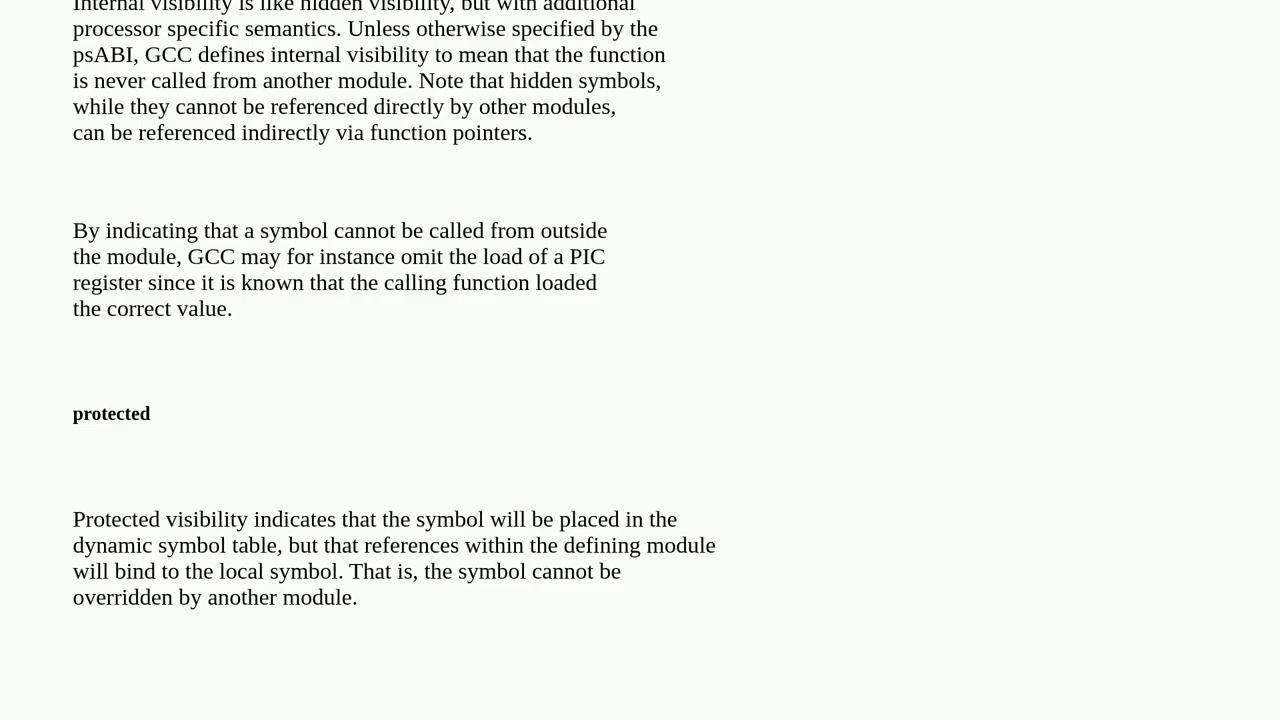 Internal visibility is like hidden visibility, but with additional
processor specific semantics. Unless otherwise specified by the
psABI, GCC defines internal visibility to mean that the function
is never called from another module. Note that hidden symbols,
while they cannot be referenced directly by other modules,
can be referenced indirectly via function pointers.
By indicating that a symbol cannot be called from outside
the module, GCC may for instance omit the load of a PIC
register since it is known that the calling function loaded
the correct value.
protected
Protected visibility indicates that the symbol will be placed in the
dynamic symbol table, but that references within the defining module
will bind to the local symbol. That is, the symbol cannot be
overridden by another module.